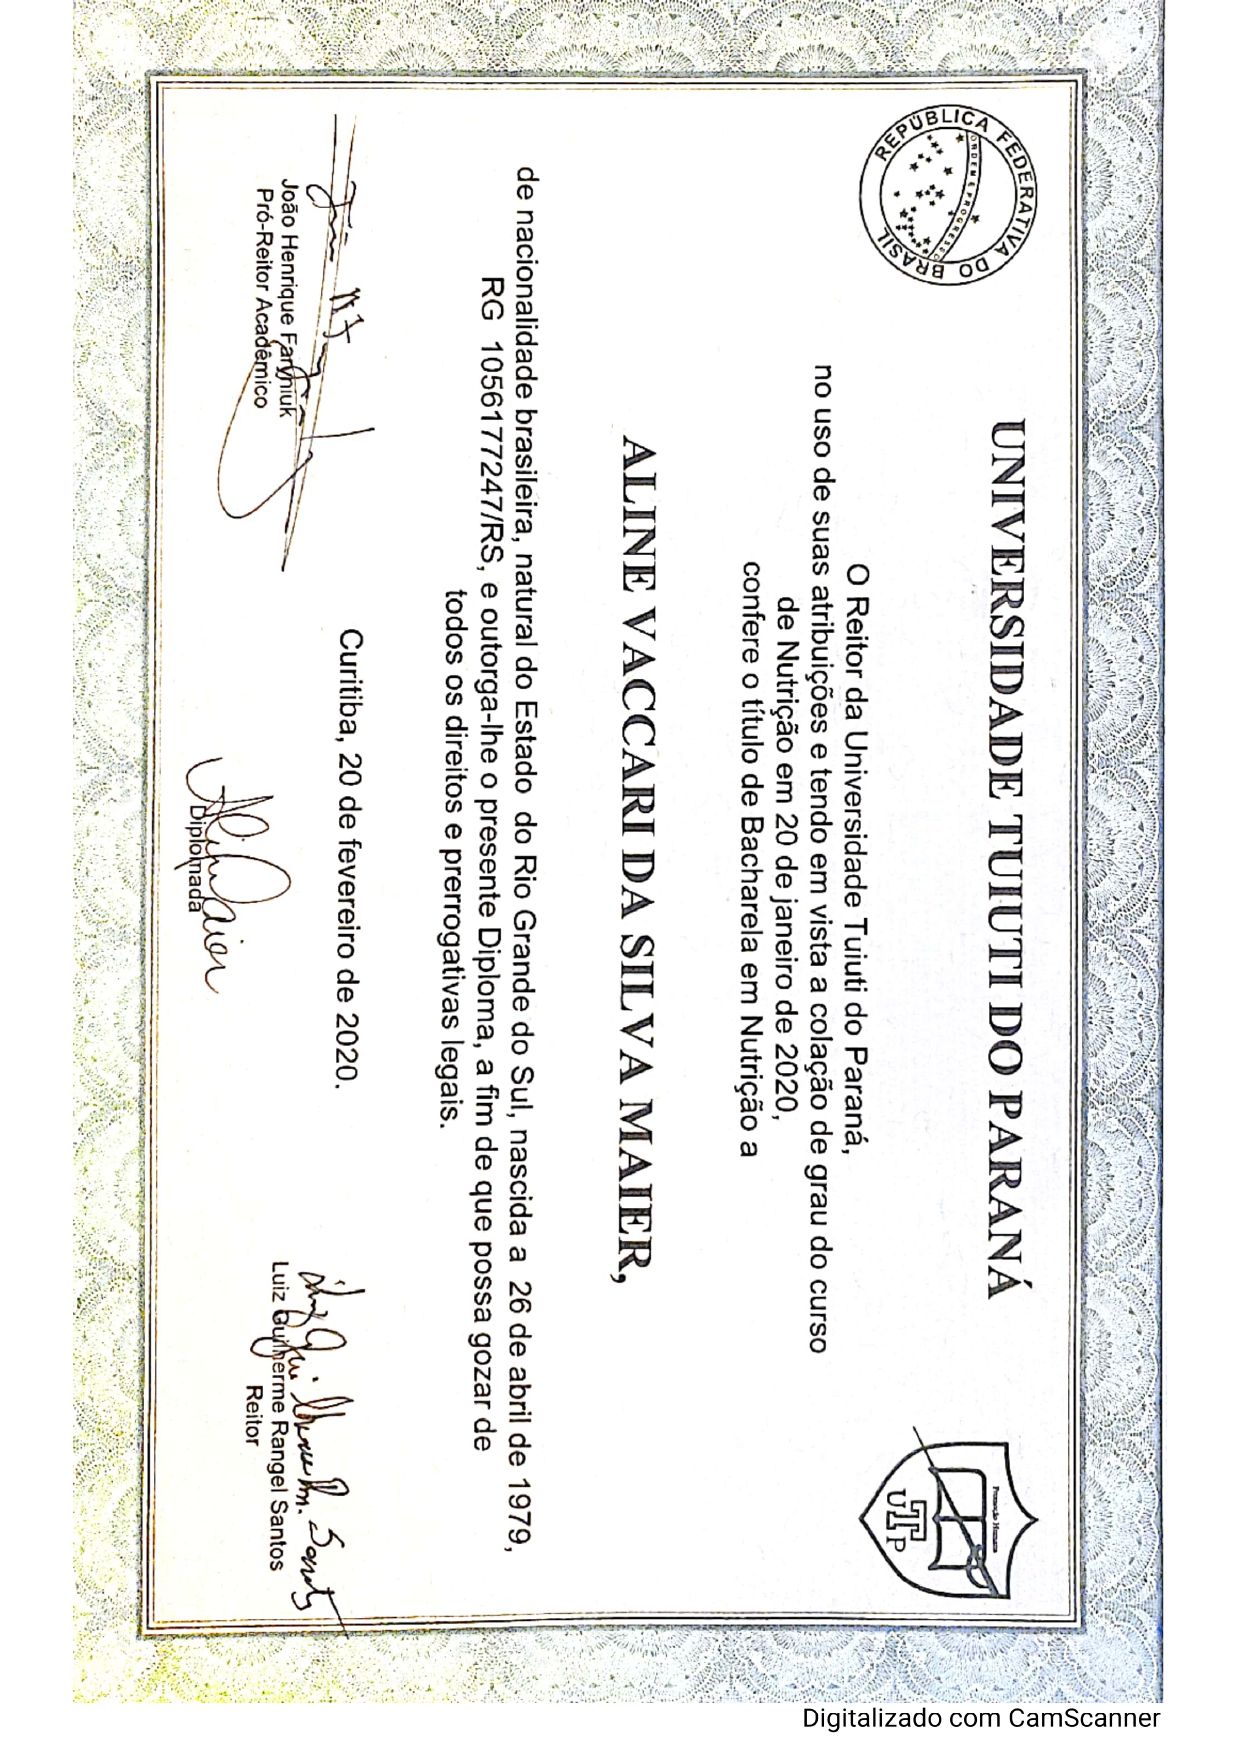 REPÚBLICA FEDERATIVA DO BRASIL
ORDEM E PROGRESSO
UNIVERSIDADE TUIUTI DO PARANÁ
Promoção Humana
UTP
O Reitor da Universidade Tuiuti do Paraná,
no uso de suas atribuições e tendo em vista a colação de grau do curso
de Nutrição em 20 de janeiro de 2020,
confere o título de Bacharela em Nutrição a
ALINE VACCARI DA SILVA MAIER,
de nacionalidade brasileira, natural do Estado do Rio Grande do Sul, nascida a 26 de abril de 1979,
RG 1056177247/RS, e outorga-lhe o presente Diploma, a fim de que possa gozar de
todos os direitos e prerrogativas legais.
Curitiba, 20 de fevereiro de 2020.
João Henrique Faryniuk
Pró-Reitor Acadêmico
Diplomada
Luiz Guilherme Rangel Santos
Reitor
Digitalizado com CamScanner